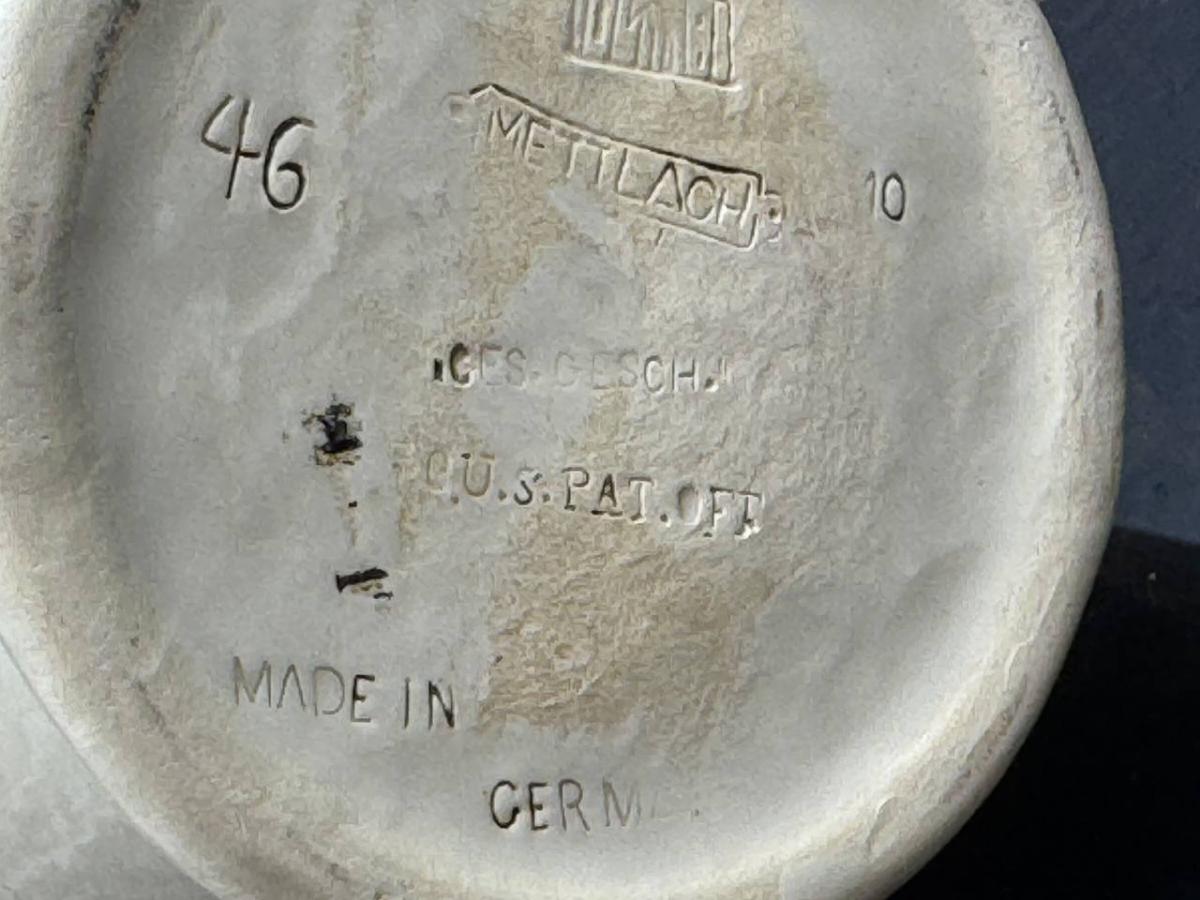 46
METTLACH
10
GES. GESCH.
U.S. PAT. OFF
MADE IN
GERM